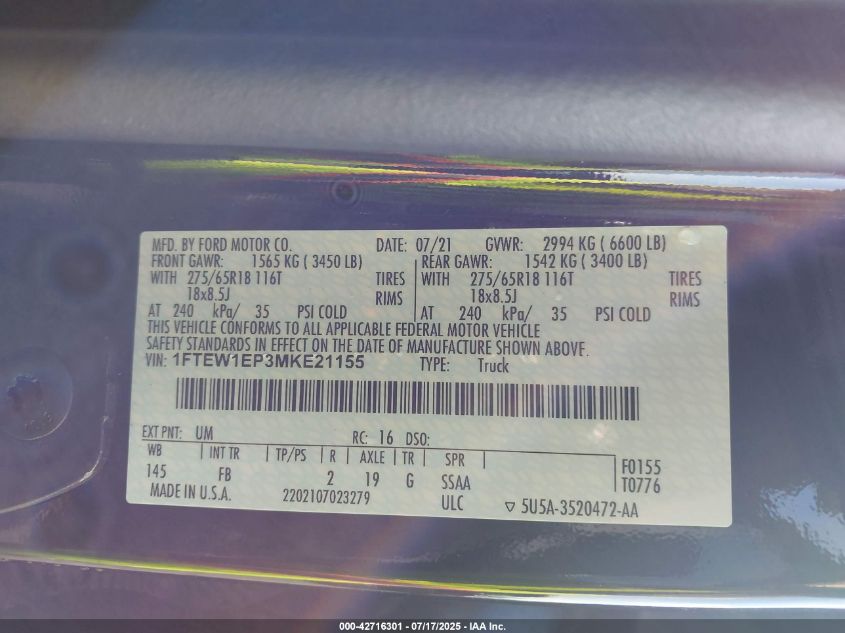 MFD. BY FORD MOTOR CO. DATE: 07/21 GVWR: 2994 KG ( 6600 LB)
FRONT GAWR: 1565 KG ( 3450 LB) REAR GAWR: 1542 KG ( 3400 LB)
WITH 275/65R18 116T TIRES WITH 275/65R18 116T TIRES
18x8.5J RIMS 18x8.5J RIMS
AT 240 kPa/ 35 PSI COLD AT 240 kPa/ 35 PSI COLD
THIS VEHICLE CONFORMS TO ALL APPLICABLE FEDERAL MOTOR VEHICLE
SAFETY STANDARDS IN EFFECT ON THE DATE OF MANUFACTURE SHOWN ABOVE.
VIN: 1FTEW1EP3MKE21155 TYPE: Truck
EXT PNT: UM RC: 16 DSO:
WB INT TR TP/PS R AXLE TR SPR F0155
145 FB 2 19 G SSAA T0776
MADE IN U.S.A. 2202107023279 ULC ▽ 5U5A-3520472-AA
000-42716301 - 07/17/2025 - IAA Inc.